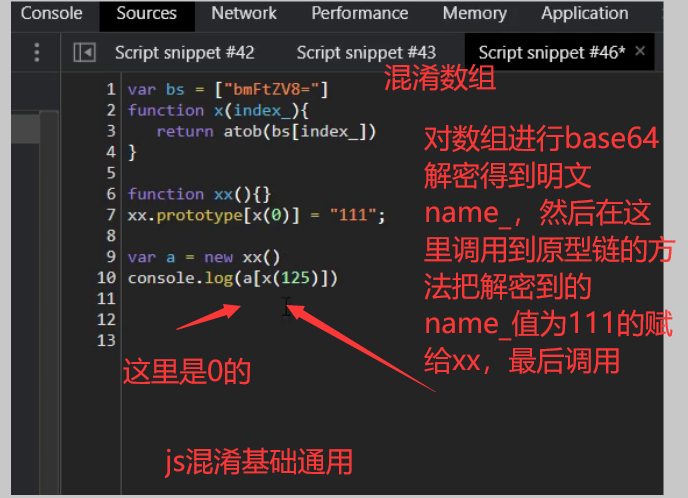 Console Sources Network Performance Memory Application
Script snippet #42 Script snippet #43 Script snippet #46* ×
混淆数组
1 var bs = ["bmFtZV8="]
2 function x(index_){
3 return atob(bs[index_])
4 }
5
6 function xx(){}
7 xx.prototype[x(0)] = "111";
8
9 var a = new xx()
10 console.log(a[x(125)])
11
12
13
对数组进行base64
解密得到明文
name_，然后在这
里调用到原型链的方
法把解密到的
name_值为111的赋
给xx，最后调用
这里是0的
js混淆基础通用